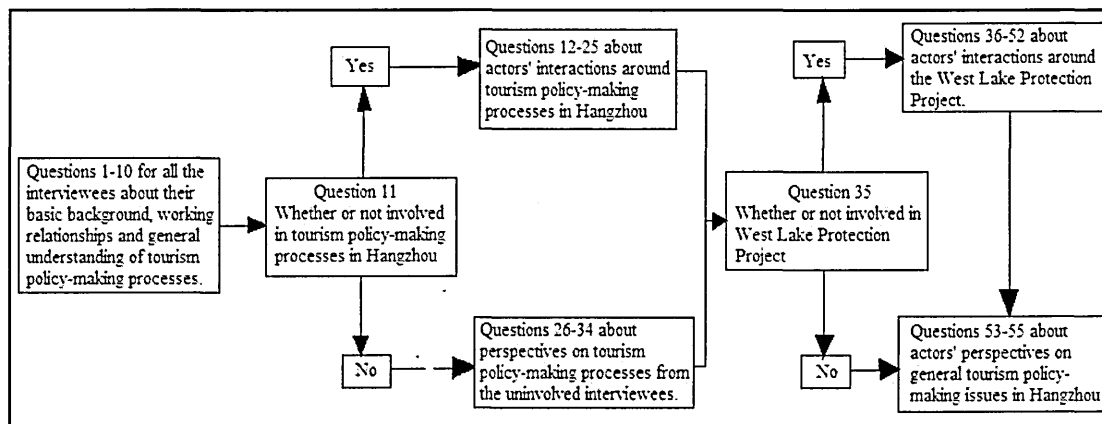 Questions 1-10 for all the
interviewees about their
basic background, working
relationships and general
understanding of tourism
policy-making processes.
Question 11
Whether or not involved
in tourism policy-making
processes in Hangzhou
Yes
Questions 12-25 about
actors' interactions around
tourism policy-making
processes in Hangzhou
No
Questions 26-34 about
perspectives on tourism
policy-making processes from
the uninvolved interviewees.
Question 35
Whether or not involved in
West Lake Protection
Project
Yes
Questions 36-52 about
actors' interactions around
the West Lake Protection
Project.
No
Questions 53-55 about
actors' perspectives on
general tourism policy-
making issues in Hangzhou